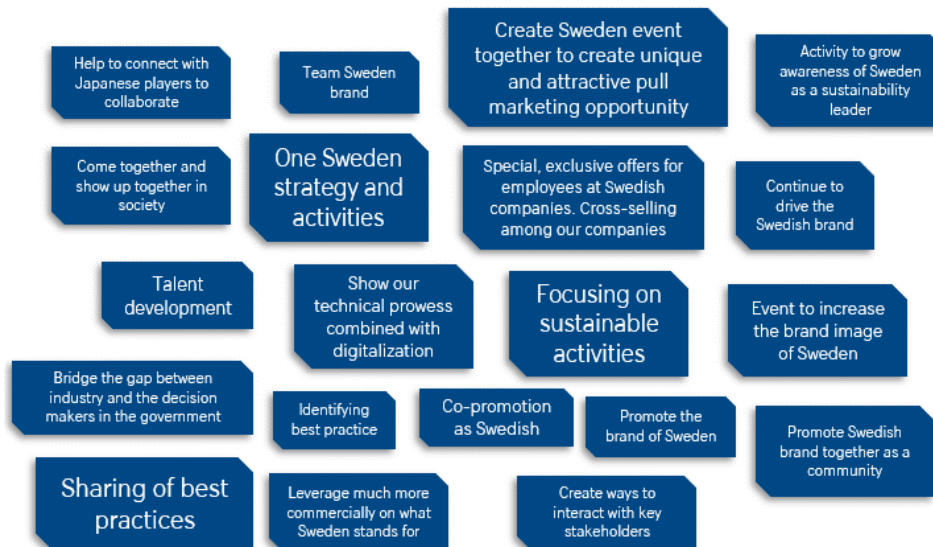 Help to connect with
Japanese players to
collaborate
Team Sweden
brand
Create Sweden event
together to create unique
and attractive pull
marketing opportunity
Activity to grow
awareness of Sweden
as a sustainability
leader
Come together and
show up together in
society
One Sweden
strategy and
activities
Special, exclusive offers for
employees at Swedish
companies. Cross-selling
among our companies
Continue to
drive the
Swedish brand
Talent
development
Show our
technical prowess
combined with
digitalization
Focusing on
sustainable
activities
Event to increase
the brand image
of Sweden
Bridge the gap between
industry and the decision
makers in the government
Identifying
best practice
Co-promotion
as Swedish
Promote the
brand of Sweden
Promote Swedish
brand together as a
community
Sharing of best
practices
Leverage much more
commercially on what
Sweden stands for
Create ways to
interact with key
stakeholders